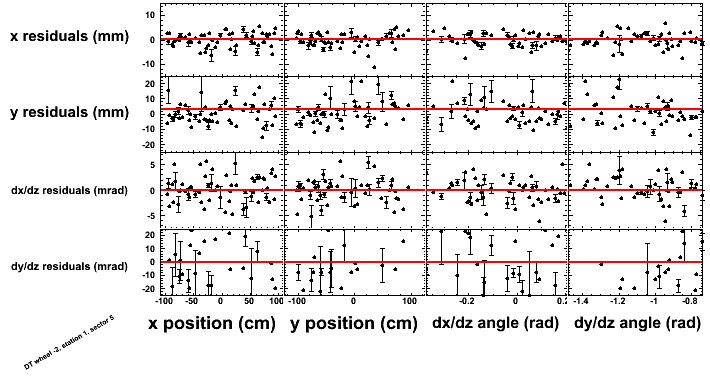 x residuals (mm)
10
0
-10
y residuals (mm)
20
10
0
-10
-20
dx/dz residuals (mrad)
5
0
-5
dy/dz residuals (mrad)
20
10
0
-10
-20
-100 -50 0 50 100
-100 0 100
-0.2 0 0.2
-1.4 -1.2 -1 -0.8
x position (cm)
y position (cm)
dx/dz angle (rad)
dy/dz angle (rad)
DT wheel -2, station 1, sector 5